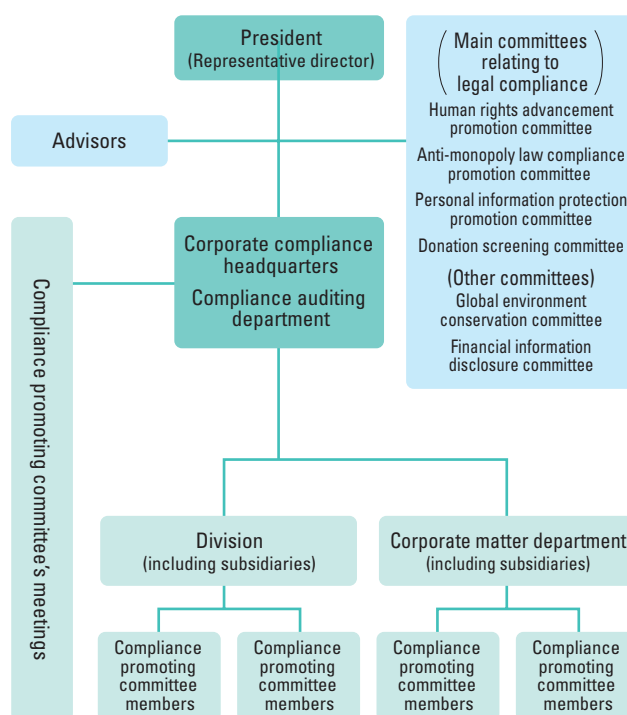 President
(Representative director)
(Main committees
relating to
legal compliance)
Human rights advancement
promotion committee
Anti-monopoly law compliance
promotion committee
Personal information protection
promotion committee
Donation screening committee
(Other committees)
Global environment
conservation committee
Financial information
disclosure committee
Advisors
Corporate compliance
headquarters
Compliance auditing
department
Compliance promoting committee's meetings
Division
(including subsidiaries)
Corporate matter department
(including subsidiaries)
Compliance
promoting
committee
members
Compliance
promoting
committee
members
Compliance
promoting
committee
members
Compliance
promoting
committee
members